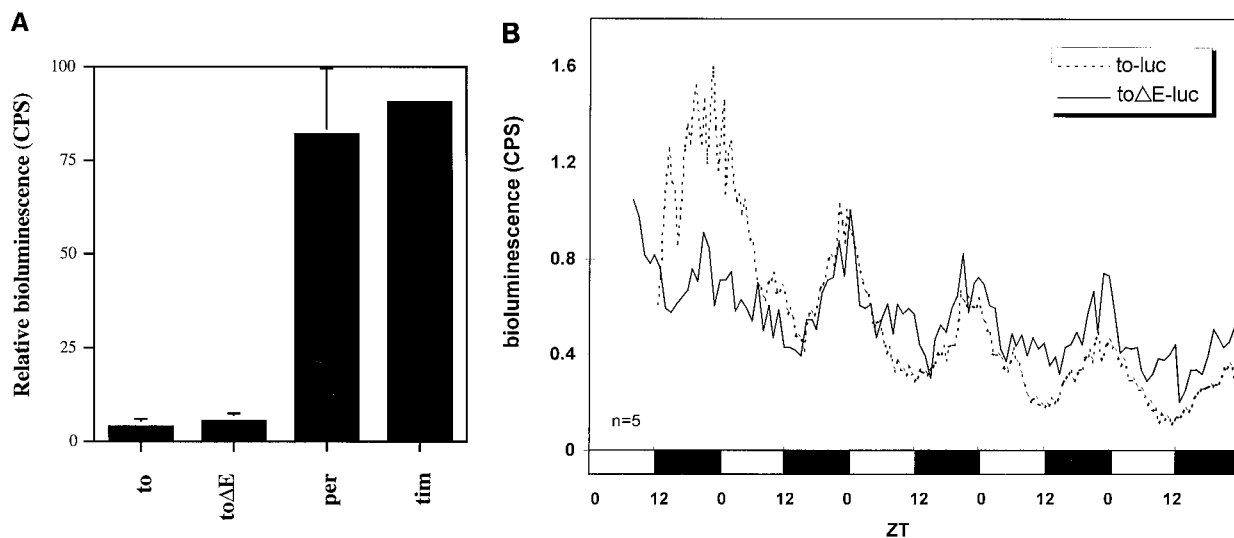 A
Relative bioluminescence (CPS)
100
75
50
25
0
to
toΔE
per
tim
B
bioluminescence (CPS)
1.6
1.2
0.8
0.4
0
to-luc
to△E-luc
n=5
0 12 0 12 0 12 0 12 0 12
ZT